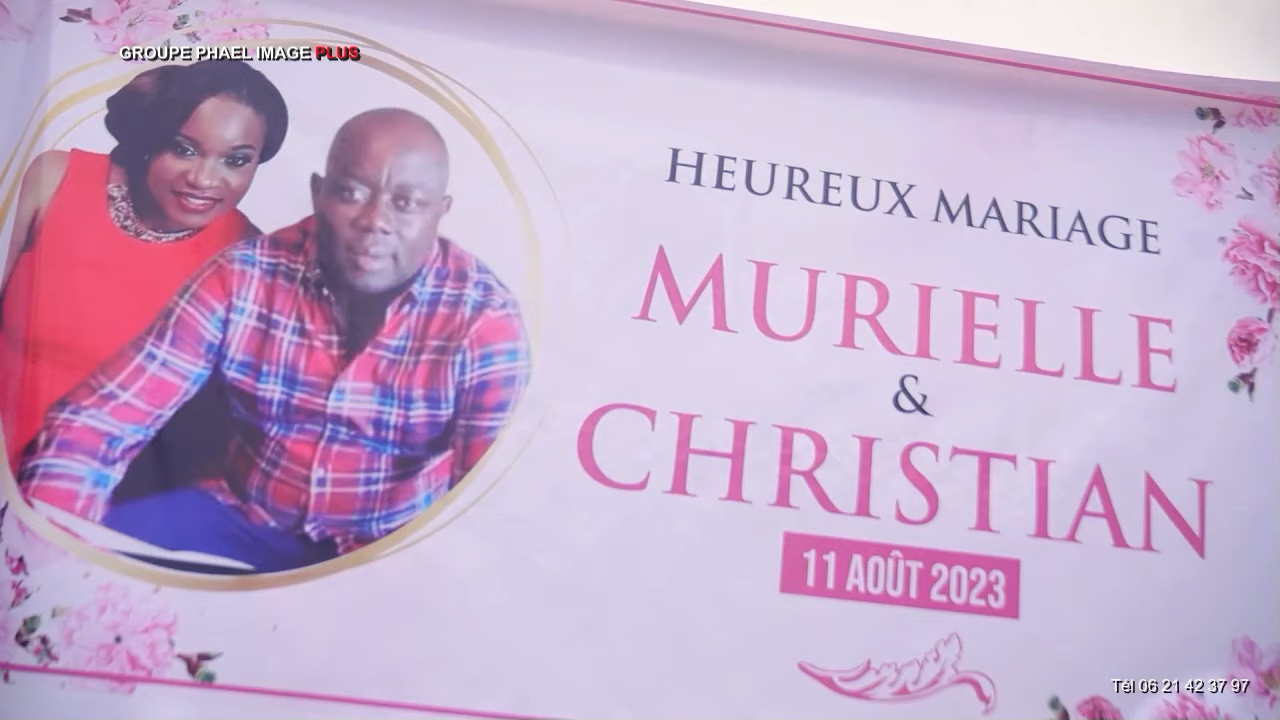 GROUPE PHAEL IMAGE PLUS
HEUREUX MARIAGE
MURIELLE
&
CHRISTIAN
11 AOÛT 2023
Tél 06 21 42 37 97